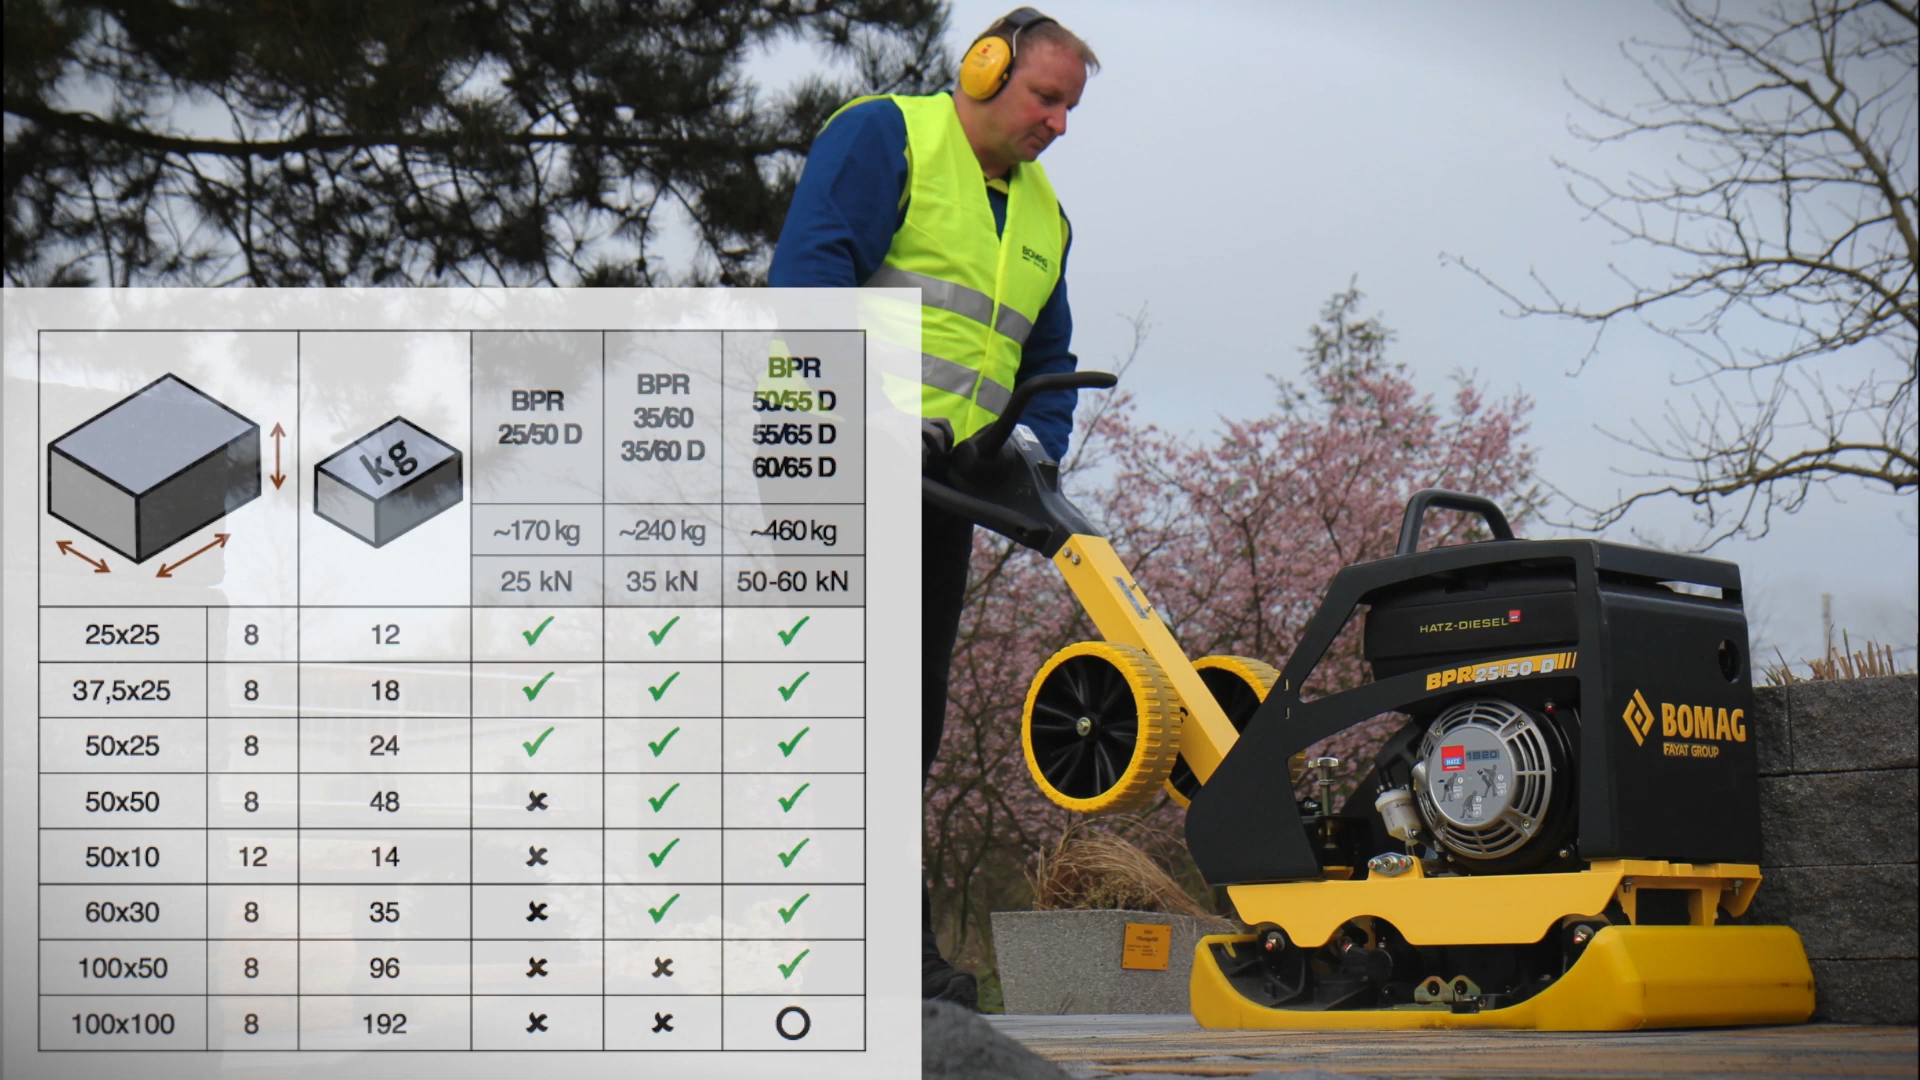 BOMAG
kg
BPR
25/50 D
BPR
35/60
35/60 D
BPR
50/55 D
55/65 D
60/65 D
~170 kg ~240 kg ~460 kg
25 kN 35 kN 50-60 kN
25x25 8 12
37,5x25 8 18
50x25 8 24
50x50 8 48
50x10 12 14
60x30 8 35
100x50 8 96
100x100 8 192
HATZ-DIESEL
BPR25/50 D
BOMAG
FAYAT GROUP
HATZ
1B20